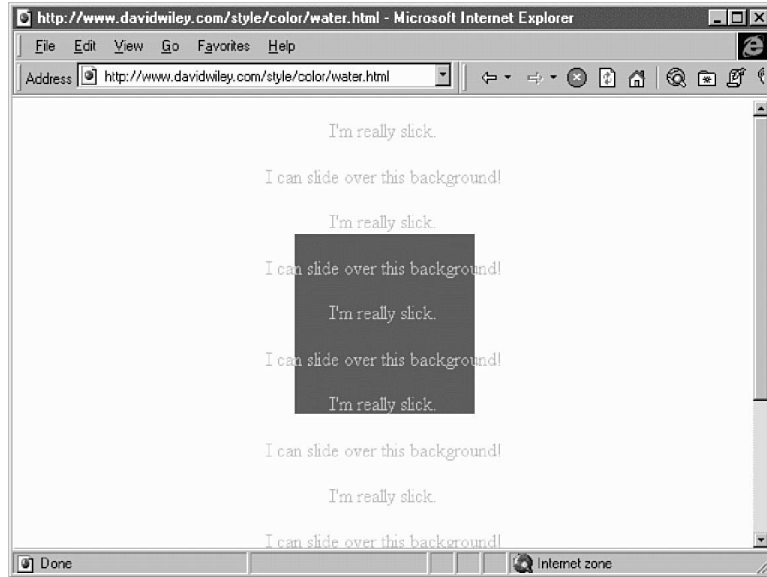 http://www.davidwiley.com/style/color/water.html - Microsoft Internet Explorer
File Edit View Go Favorites Help
Address http://www.davidwiley.com/style/color/water.html
I'm really slick.
I can slide over this background!
I'm really slick.
I can slide over this background!
I'm really slick.
I can slide over this background!
I'm really slick.
I can slide over this background!
I'm really slick.
I can slide over this background!
Done Internet zone